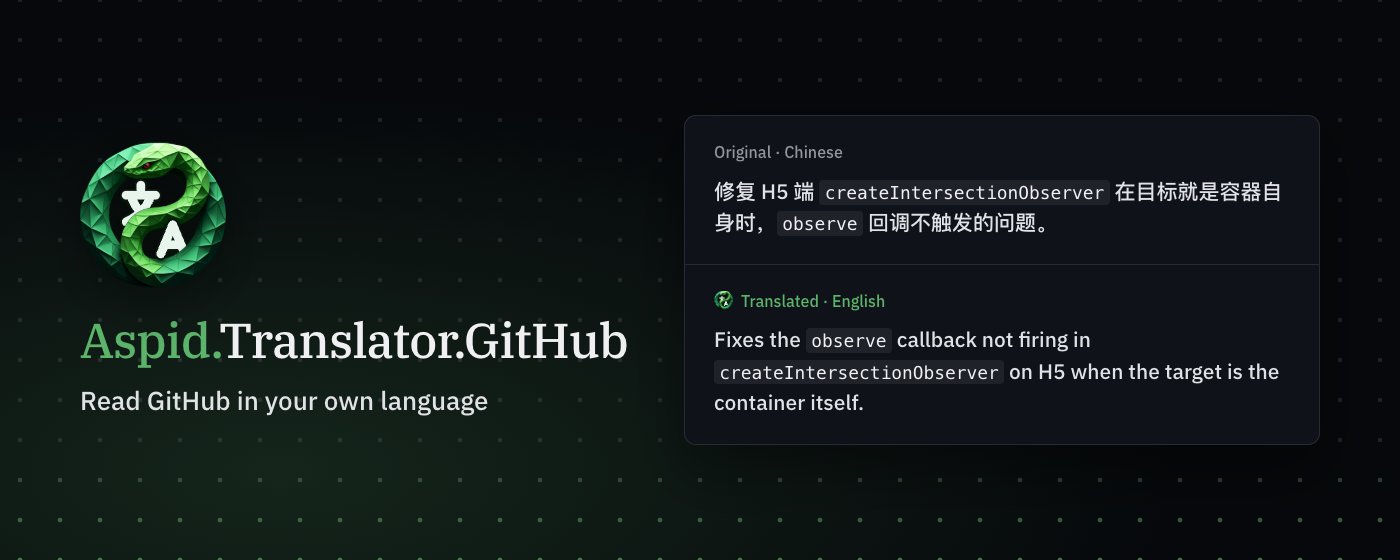 文
A
Aspid.Translator.GitHub
Read GitHub in your own language
Original · Chinese
修复 H5 端 createIntersectionObserver 在目标就是容器自
身时，observe 回调不触发的问题。
Translated · English
Fixes the observe callback not firing in
createIntersectionObserver on H5 when the target is the
container itself.